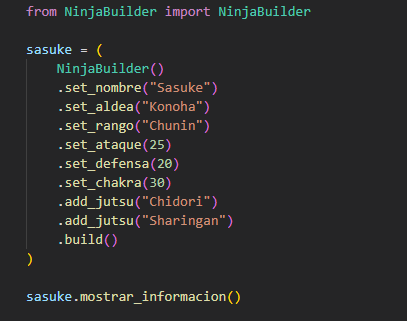 from NinjaBuilder import NinjaBuilder
sasuke = (
    NinjaBuilder()
    .set_nombre("Sasuke")
    .set_aldea("Konoha")
    .set_rango("Chunin")
    .set_ataque(25)
    .set_defensa(20)
    .set_chakra(30)
    .add_jutsu("Chidori")
    .add_jutsu("Sharingan")
    .build()
)
sasuke.mostrar_informacion()